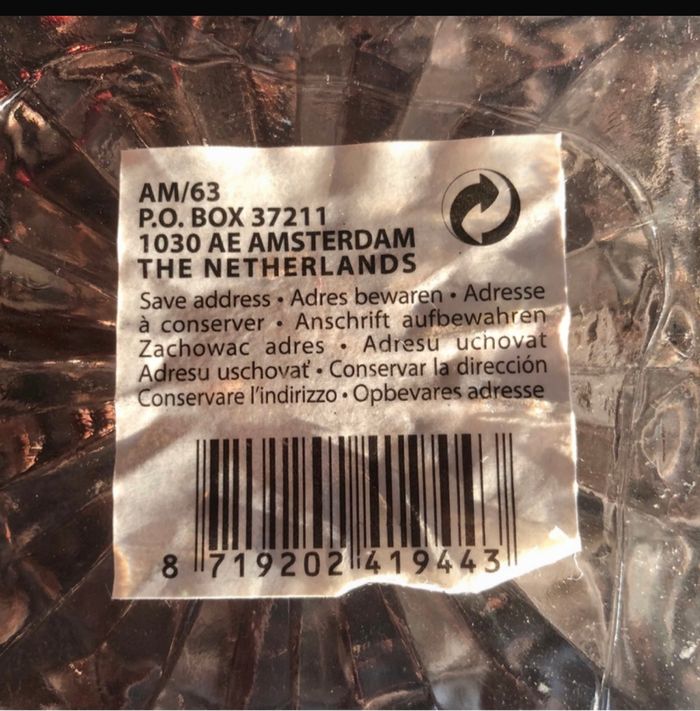 AM/63
P.O. BOX 37211
1030 AE AMSTERDAM
THE NETHERLANDS
Save address • Adres bewaren • Adresse
à conserver • Anschrift aufbewahren
Zachowac adres • Adresu uchovat
Adresu uschovat' • Conservar la dirección
Conservare l'indirizzo • Opbevares adresse
8 719202 419443